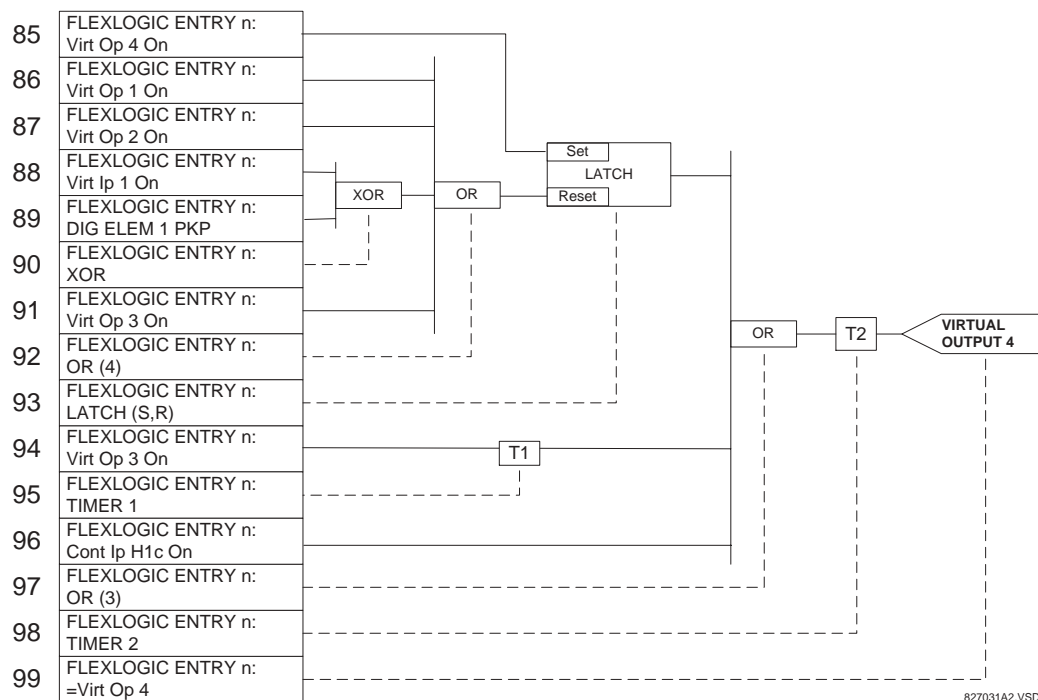 85
FLEXLOGIC ENTRY n:
Virt Op 4 On
86
FLEXLOGIC ENTRY n:
Virt Op 1 On
87
FLEXLOGIC ENTRY n:
Virt Op 2 On
88
FLEXLOGIC ENTRY n:
Virt Ip 1 On
89
FLEXLOGIC ENTRY n:
DIG ELEM 1 PKP
90
FLEXLOGIC ENTRY n:
XOR
91
FLEXLOGIC ENTRY n:
Virt Op 3 On
92
FLEXLOGIC ENTRY n:
OR (4)
93
FLEXLOGIC ENTRY n:
LATCH (S,R)
94
FLEXLOGIC ENTRY n:
Virt Op 3 On
95
FLEXLOGIC ENTRY n:
TIMER 1
96
FLEXLOGIC ENTRY n:
Cont Ip H1c On
97
FLEXLOGIC ENTRY n:
OR (3)
98
FLEXLOGIC ENTRY n:
TIMER 2
99
FLEXLOGIC ENTRY n:
=Virt Op 4
XOR
OR
Set
LATCH
Reset
T1
OR
T2
VIRTUAL
OUTPUT 4
827031A2.VSD